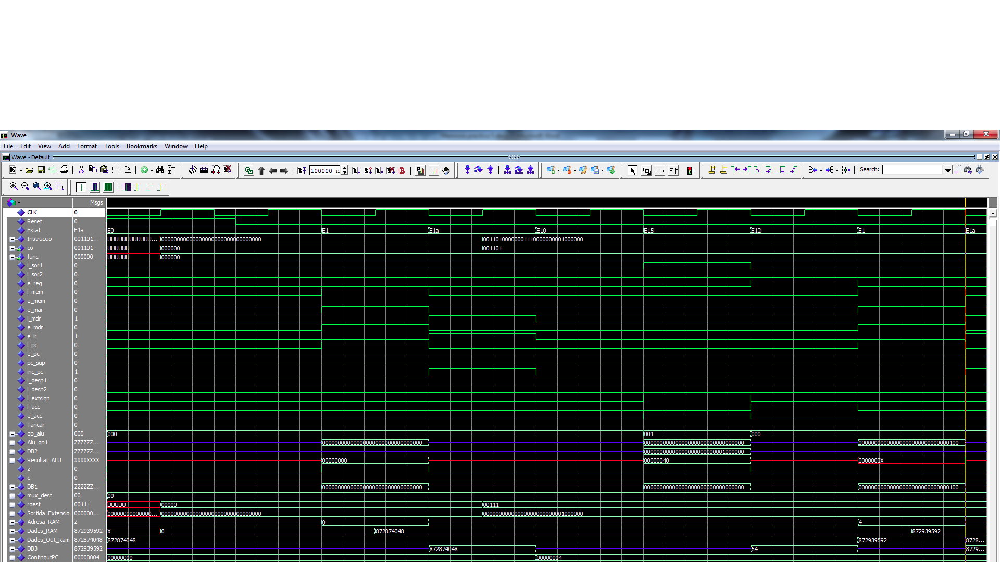 Wave
File Edit View Add Format Tools Bookmarks Window Help
Wave - Default
100000 n
Search:
Msgs
CLK 0
Reset 0
Estat E1a E0 E1 E1a E10 E15i E12i E1 E1a
Instruccio 001101... UUUUUUUUUUUUU... 00000000000000000000000000000000 00110100000001110000000001000000
co 001101 UUUUUU 000000 001101
func 000000 UUUUUU 000000
l_sor1 0
l_sor2 0
e_reg 0
l_mem 0
e_mem 0
e_mar 0
l_mdr 1
e_mdr 0
e_ir 1
l_pc 0
e_pc 0
pc_sup 0
inc_pc 1
l_desp1 0
l_desp2 0
l_extsign 0
l_acc 0
e_acc 0
Tancar 0
op_alu 000 000 001 000
Alu_op1 ZZZZZZ... 00000000000000000000000000000000 00000000000000000000000000000000 00000000000000000000000000000100
DB2 ZZZZZZ... 00000000000000000000000001000000
Resultat_ALU XXXXXXXX 00000000 00000040 0000000X
z 0
c 0
DB1 ZZZZZZ... 00000000000000000000000000000000 00000000000000000000000000000000 00000000000000000000000000000100
mux_dest 00 00
rdest 00111 UUUUU 00000 00111
Sortida_Extensio 000000... 00000000000000... 00000000000000000000000000000000 00000000000000000000000001000000
Adresa_RAM Z 0 4
Dades_RAM 872939592 X 0 872874048 872939592
Dades_Out_Ram 872874048 872874048 872939592 8728...
DB3 872939592 872874048 64 8729...
ContingutPC 00000004 00000000 00000004